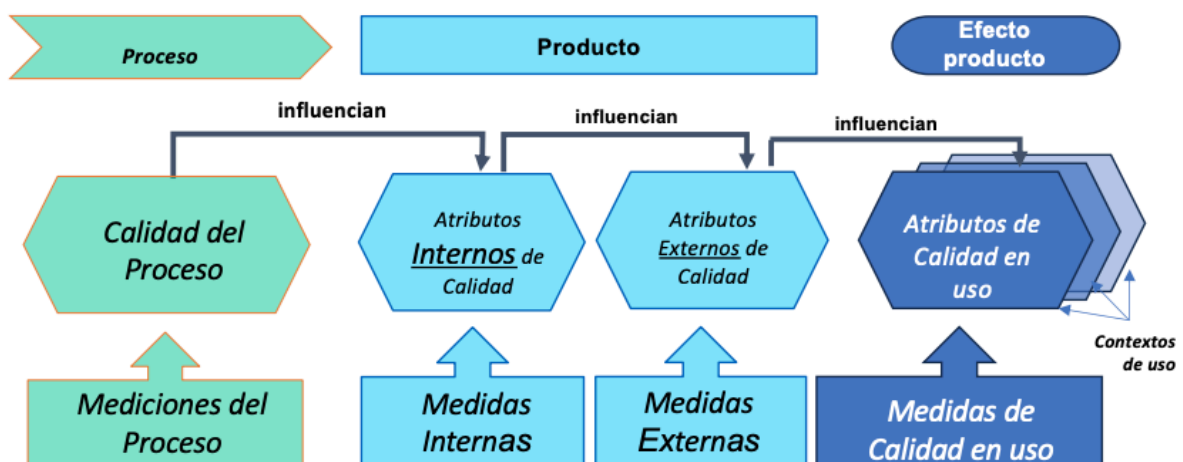 Proceso
Producto
Efecto
producto
influencian
influencian
influencian
Calidad del
Proceso
Atributos
Internos de
Calidad
Atributos
Externos de
Calidad
Atributos de
Calidad en
uso
Contextos
de uso
Mediciones del
Proceso
Medidas
Internas
Medidas
Externas
Medidas de
Calidad en uso